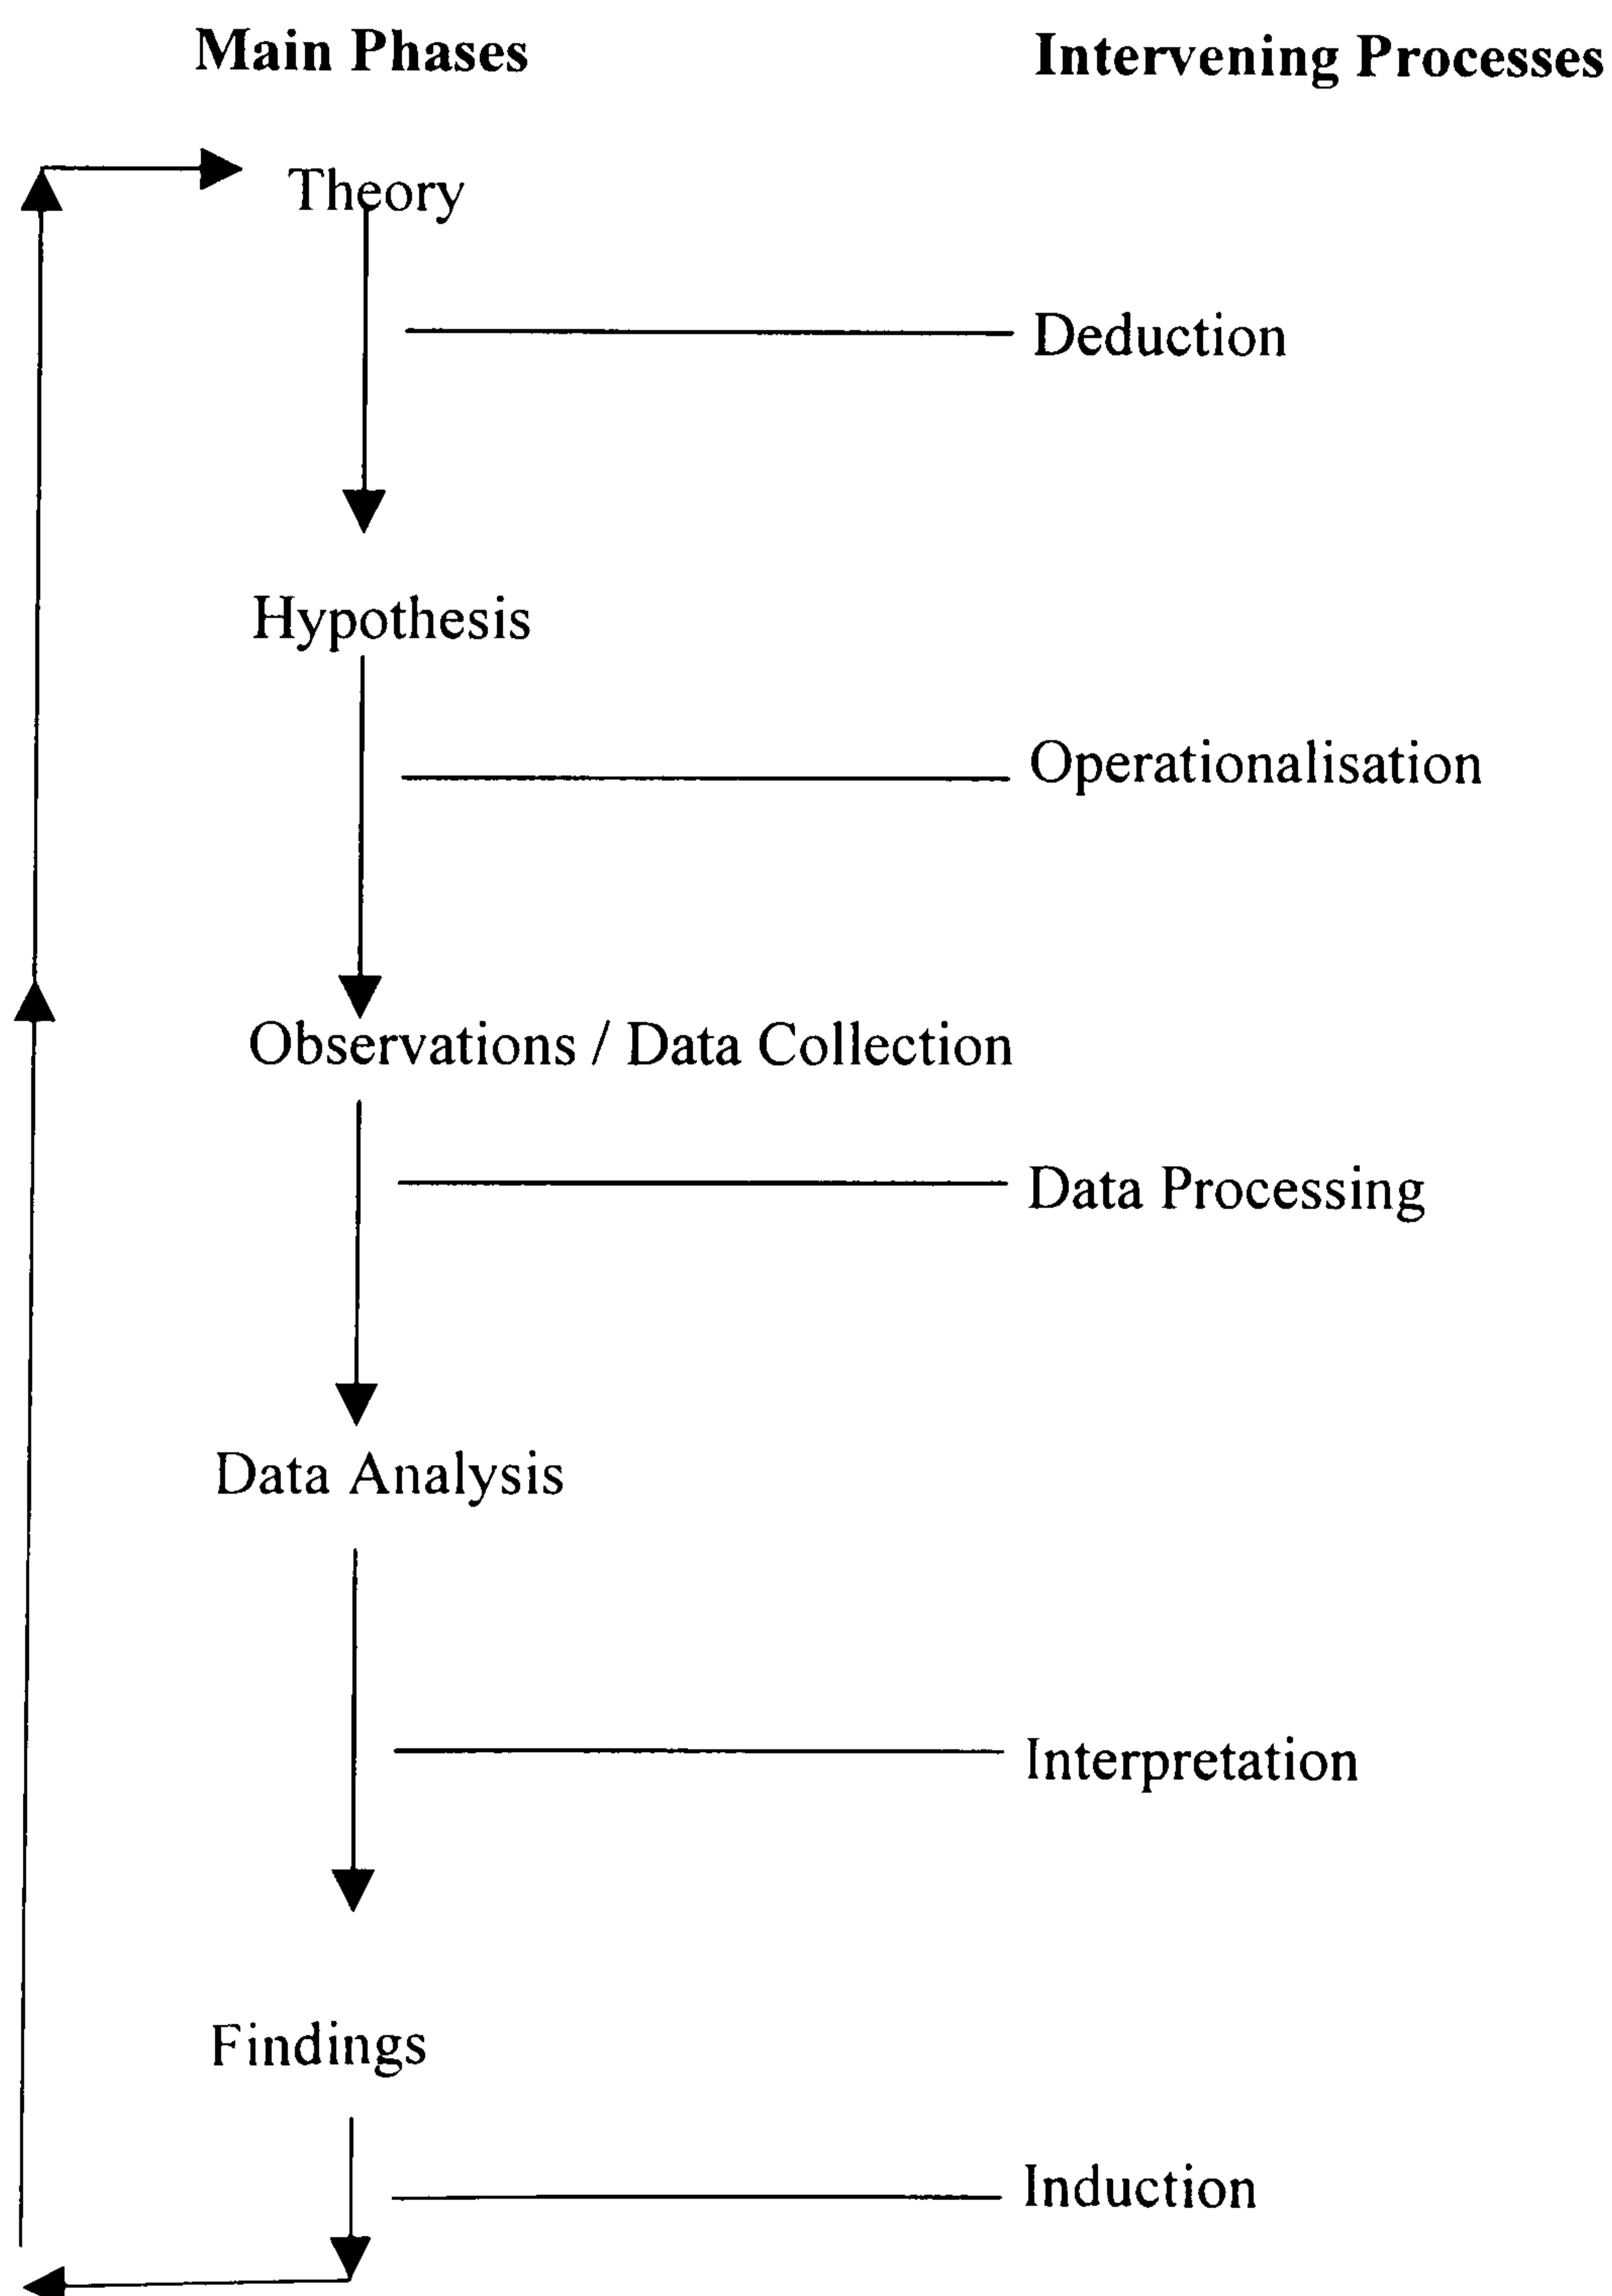 Main Phases
Intervening Processes
Theory
Deduction
Hypothesis
Operationalisation
Observations / Data Collection
Data Processing
Data Analysis
Interpretation
Findings
Induction